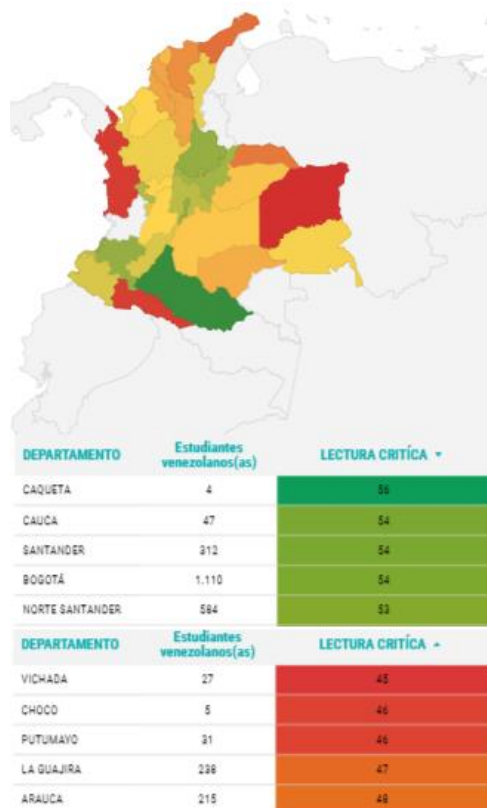 DEPARTAMENTO Estudiantes venezolanos(as) LECTURA CRITÍCA ▼
CAQUETA 4 56
CAUCA 47 54
SANTANDER 312 54
BOGOTÁ 1.110 54
NORTE SANTANDER 584 53
DEPARTAMENTO Estudiantes venezolanos(as) LECTURA CRITÍCA ▲
VICHADA 27 45
CHOCO 5 46
PUTUMAYO 31 46
LA GUAJIRA 238 47
ARAUCA 215 48